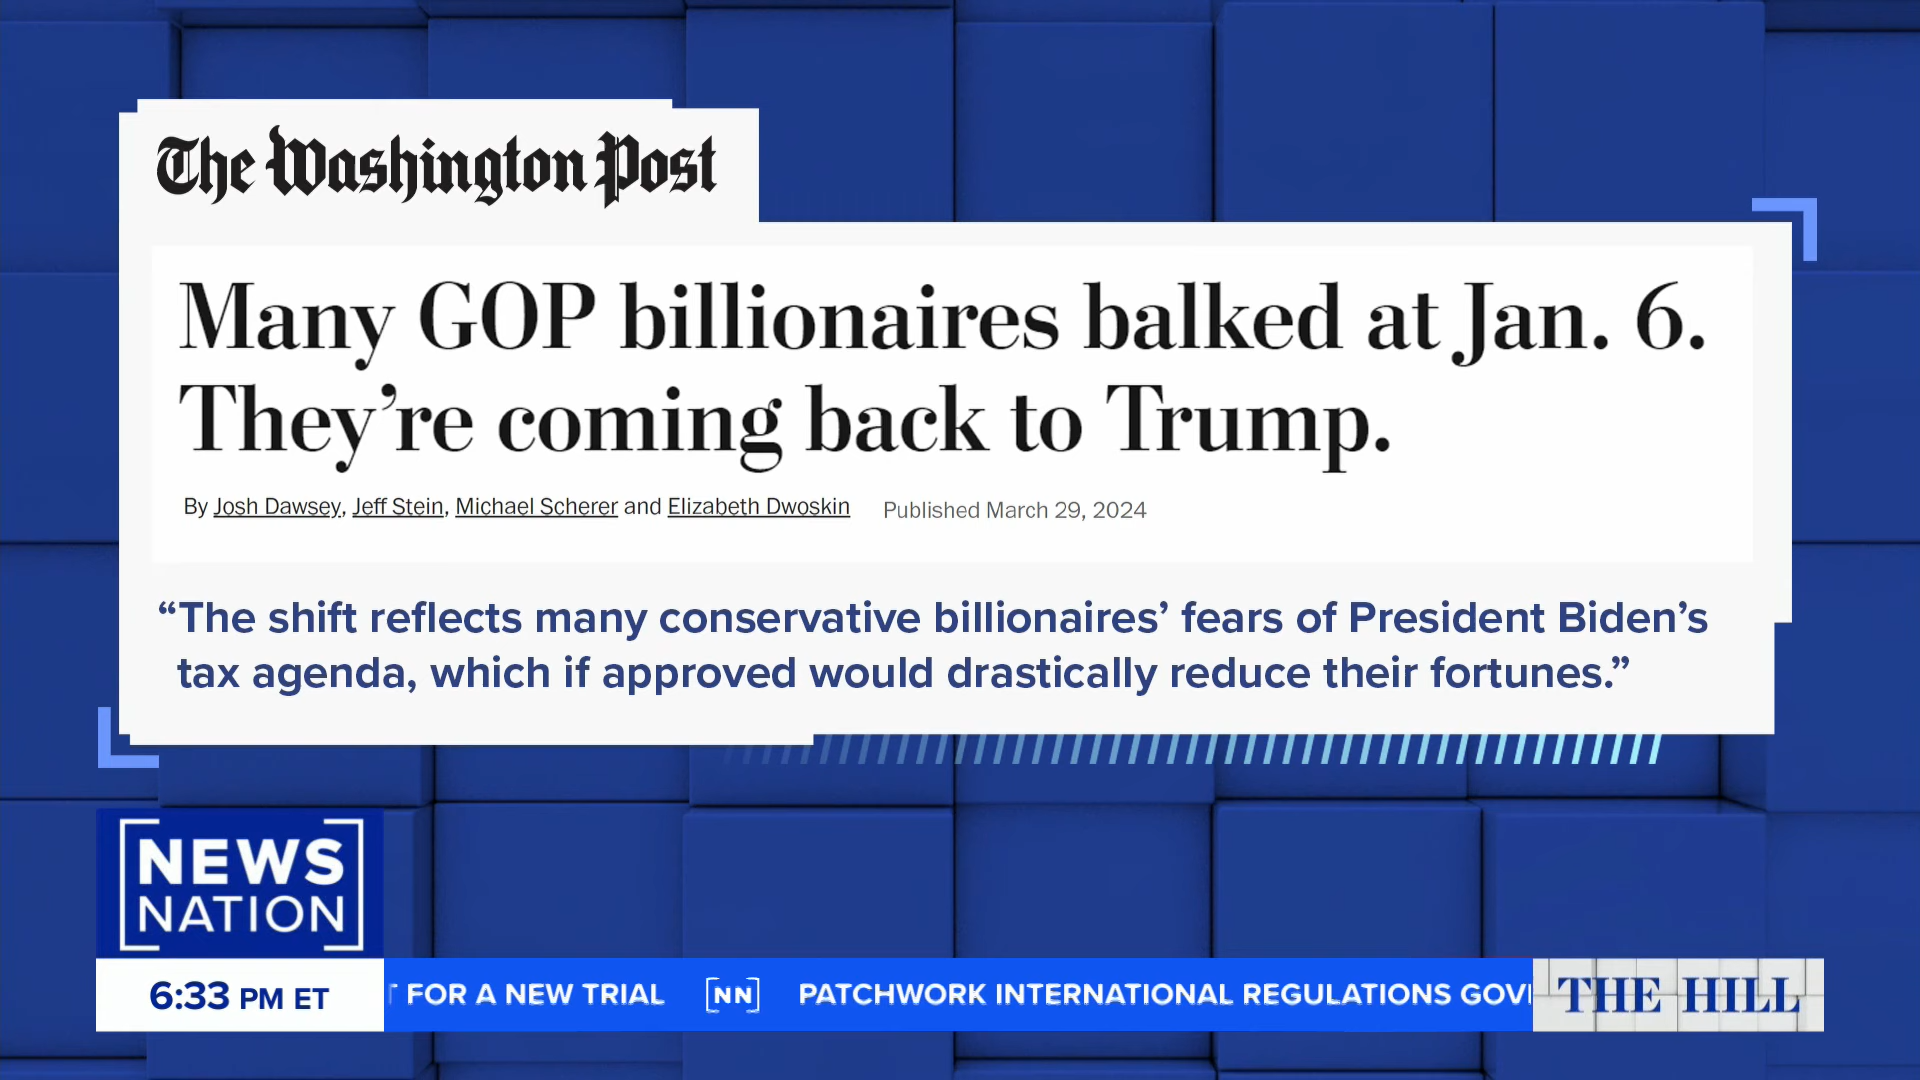 The Washington Post
Many GOP billionaires balked at Jan. 6.
They’re coming back to Trump.
By Josh Dawsey, Jeff Stein, Michael Scherer and Elizabeth Dwoskin Published March 29, 2024
“The shift reflects many conservative billionaires’ fears of President Biden’s
tax agenda, which if approved would drastically reduce their fortunes.”
NEWS
NATION
6:33 PM ET
FOR A NEW TRIAL NN PATCHWORK INTERNATIONAL REGULATIONS
THE HILL